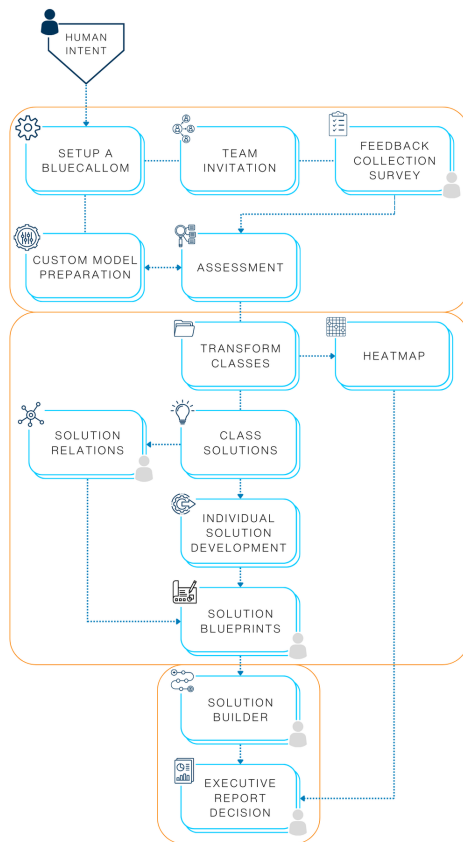 HUMAN
INTENT
SETUP A
BLUECALLOM
TEAM
INVITATION
FEEDBACK
COLLECTION
SURVEY
CUSTOM MODEL
PREPARATION
ASSESSMENT
TRANSFORM
CLASSES
HEATMAP
SOLUTION
RELATIONS
CLASS
SOLUTIONS
INDIVIDUAL
SOLUTION
DEVELOPMENT
SOLUTION
BLUEPRINTS
SOLUTION
BUILDER
EXECUTIVE
REPORT
DECISION